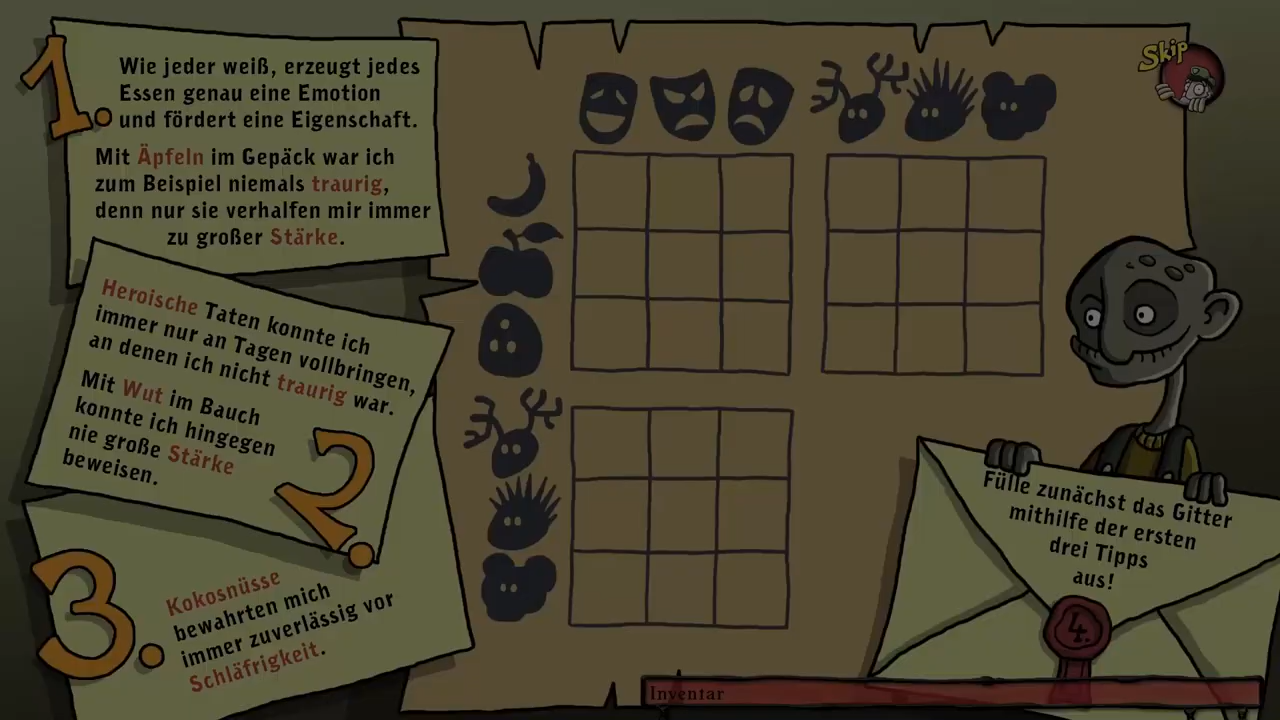 1.
Wie jeder weiß, erzeugt jedes
Essen genau eine Emotion
und fördert eine Eigenschaft.
Mit Äpfeln im Gepäck war ich
zum Beispiel niemals traurig,
denn nur sie verhalfen mir immer
zu großer Stärke.
Heroische Taten konnte ich
immer nur an Tagen vollbringen,
an denen ich nicht traurig war.
Mit Wut im Bauch
konnte ich hingegen
nie große Stärke
beweisen.
2.
3.
Kokosnüsse
bewahrten mich
immer zuverlässig vor
Schläfrigkeit.
Skip
Fülle zunächst das Gitter
mithilfe der ersten
drei Tipps
aus!
4.
Inventar